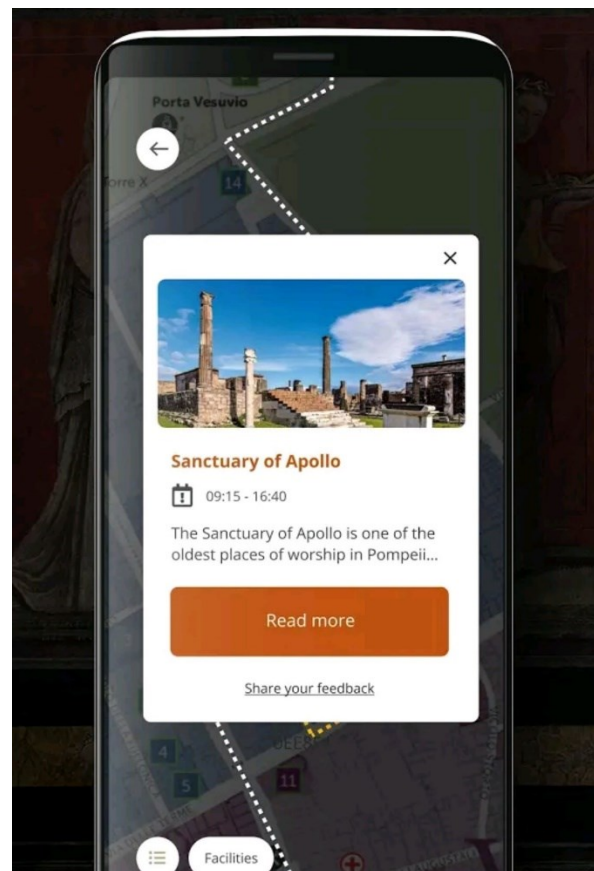 Porta Vesuvio
Torre X
14
Sanctuary of Apollo
09:15 - 16:40
The Sanctuary of Apollo is one of the
oldest places of worship in Pompeii...
Read more
Share your feedback
4
5
11
Facilities